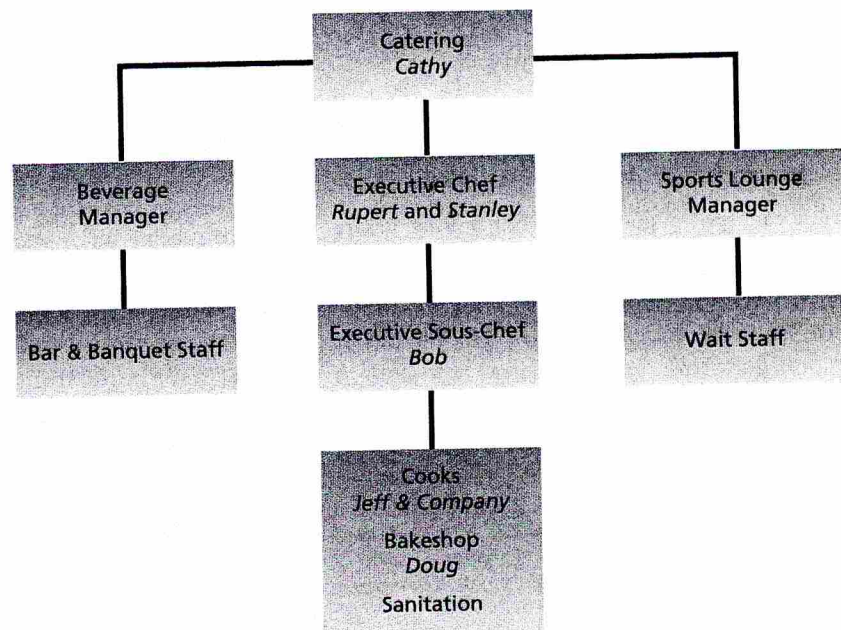 Catering
Cathy
Beverage
Manager
Executive Chef
Rupert and Stanley
Sports Lounge
Manager
Bar & Banquet Staff
Executive Sous-Chef
Bob
Wait Staff
Cooks
Jeff & Company
Bakeshop
Doug
Sanitation